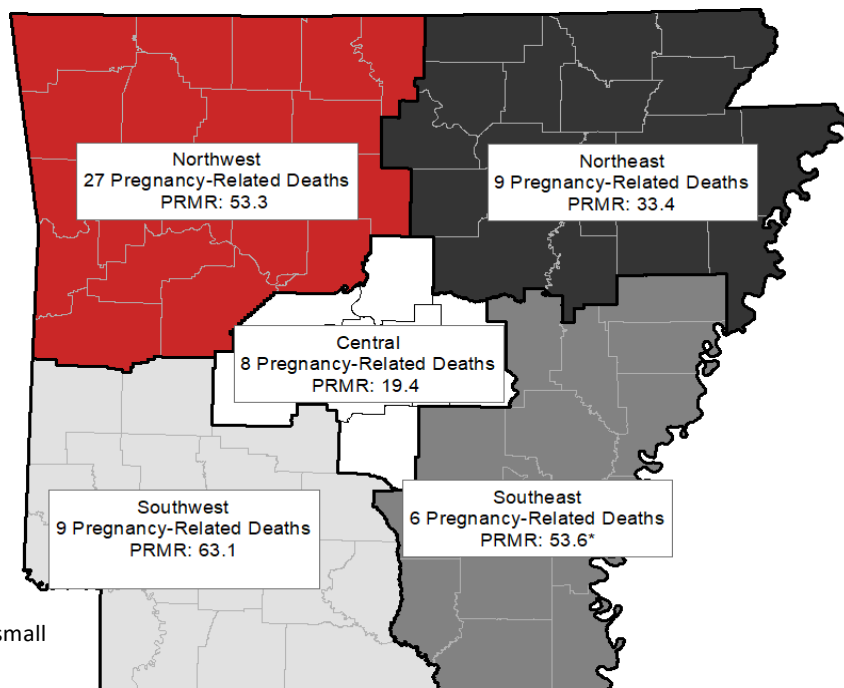 Northwest
27 Pregnancy-Related Deaths
PRMR: 53.3
Northeast
9 Pregnancy-Related Deaths
PRMR: 33.4
Central
8 Pregnancy-Related Deaths
PRMR: 19.4
Southwest
9 Pregnancy-Related Deaths
PRMR: 63.1
Southeast
6 Pregnancy-Related Deaths
PRMR: 53.6*
small